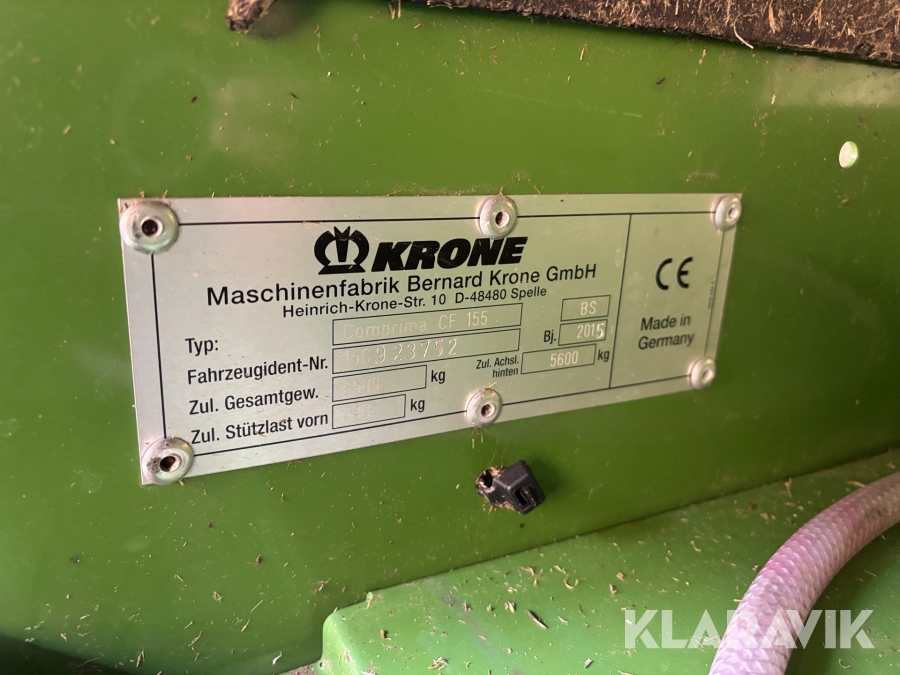 KRONE
Maschinenfabrik Bernard Krone GmbH
Heinrich-Krone-Str. 10 D-48480 Spelle
Typ: Comprima CF 155 BS
Fahrzeugident-Nr. 923752 Bj. 2015
Zul. Gesamtgew. kg Zul. Achsl. hinten 5600 kg
Zul. Stützlast vorn kg
CE
Made in
Germany
KLARAVIK